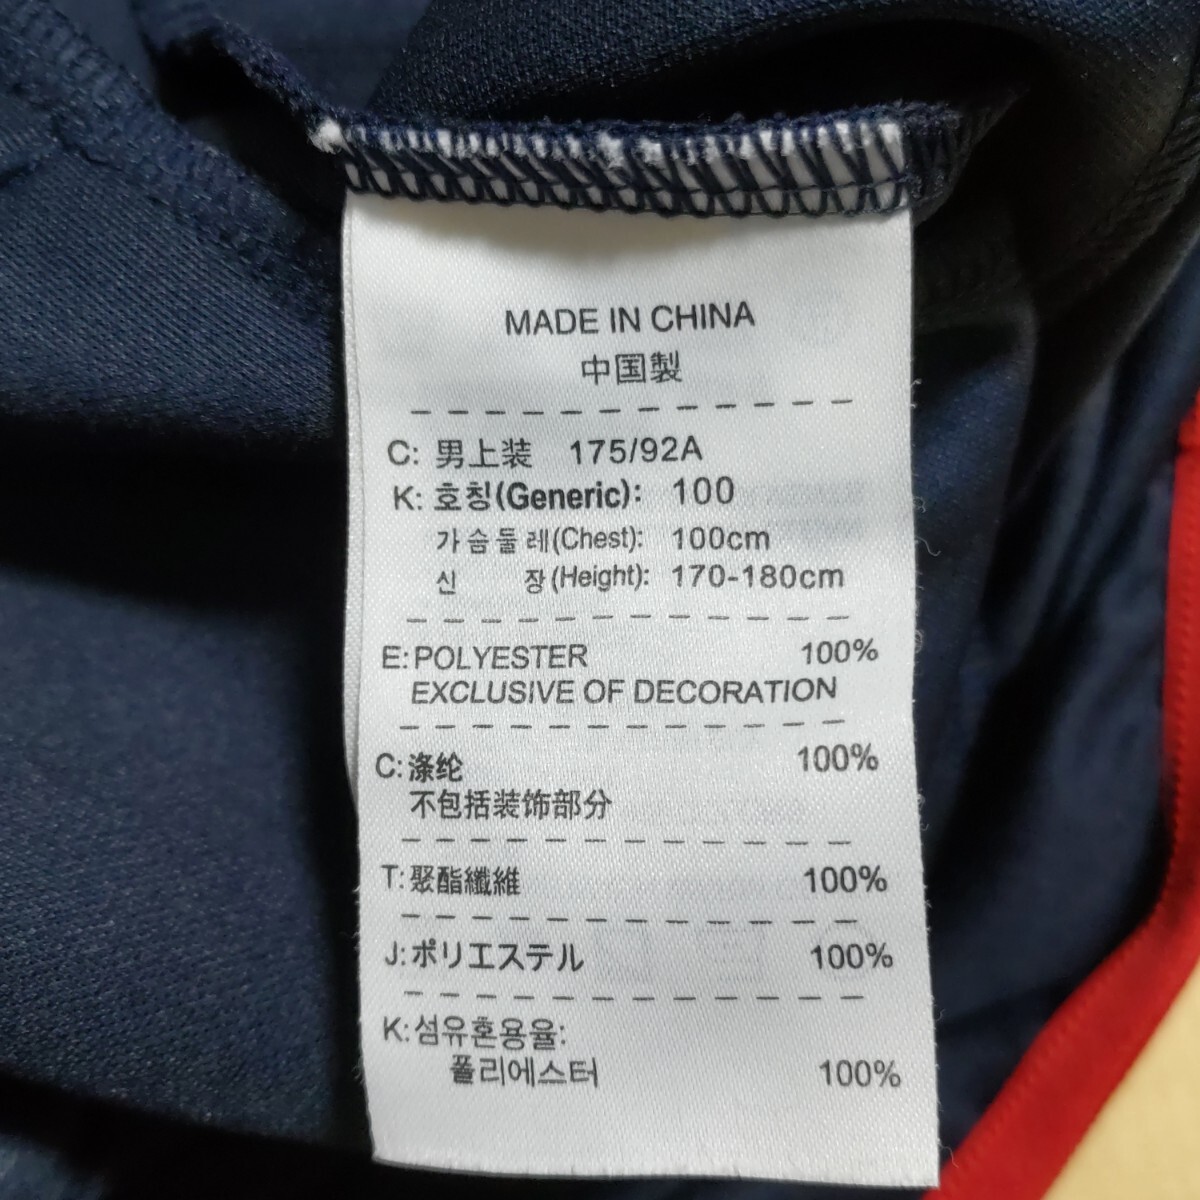 MADE IN CHINA
中国製
C: 男上装 175/92A
K: 호칭(Generic): 100
가슴둘레(Chest): 100cm
신 장(Height): 170-180cm
E: POLYESTER 100%
EXCLUSIVE OF DECORATION
C: 涤纶 100%
不包括装饰部分
T: 聚酯纖維 100%
J: ポリエステル 100%
K: 섬유혼용율:
폴리에스터 100%